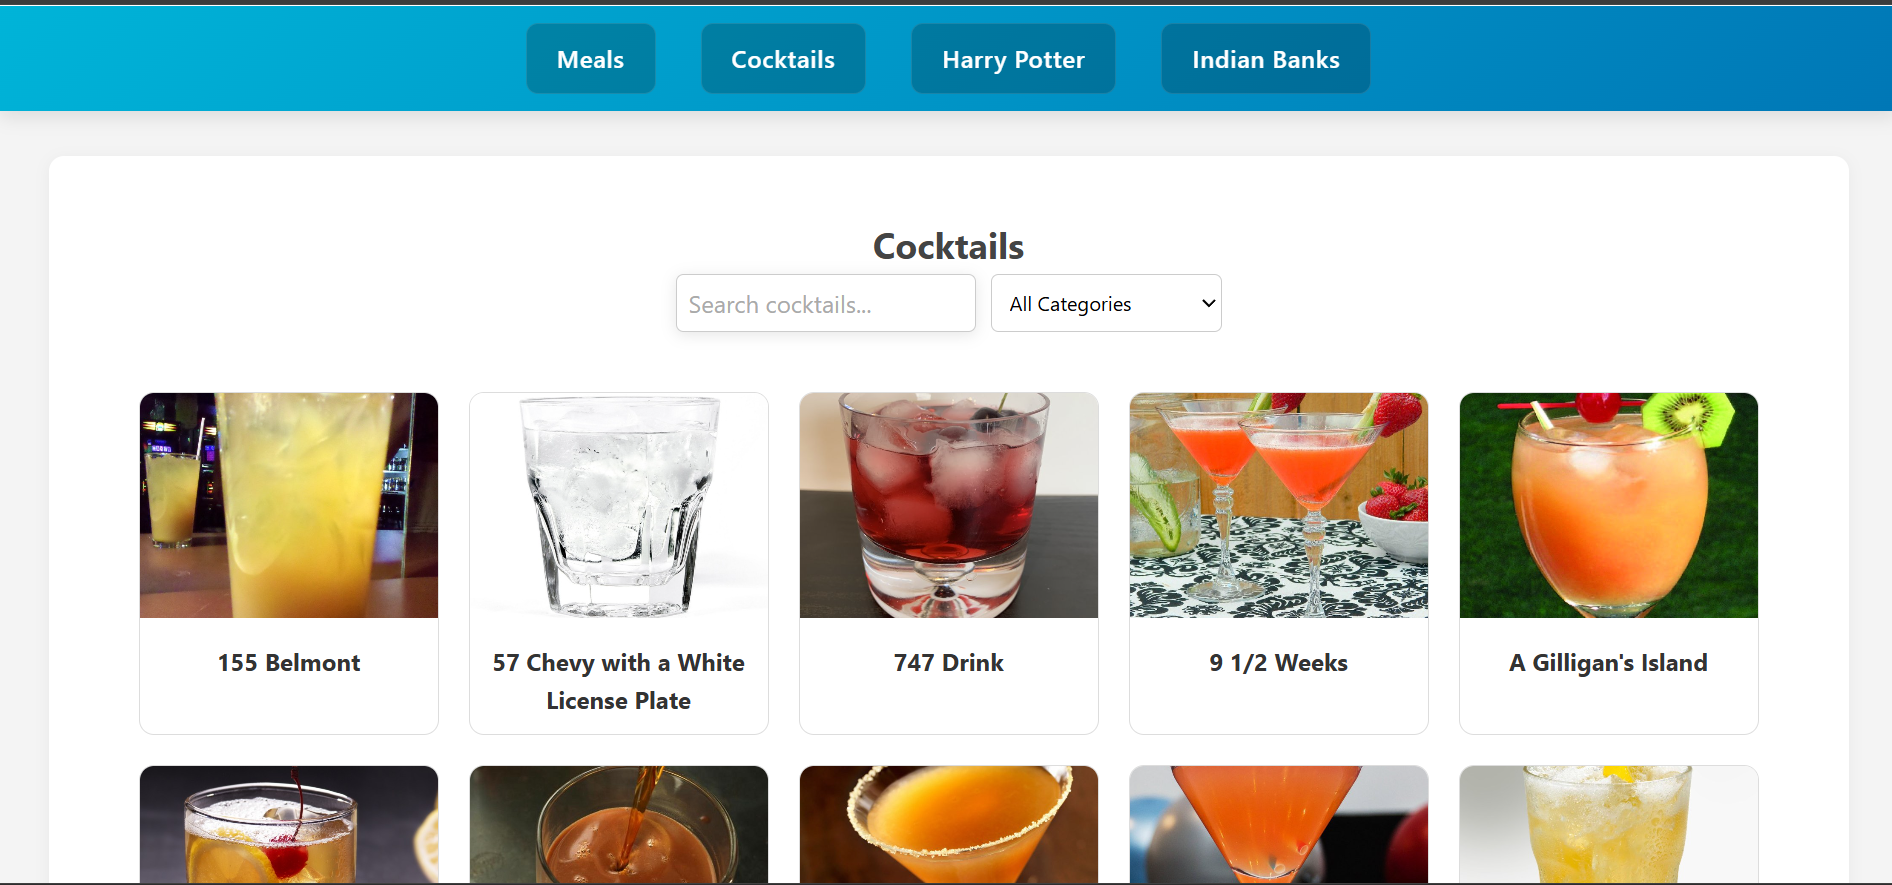 Meals
Cocktails
Harry Potter
Indian Banks
Cocktails
Search cocktails...
All Categories
155 Belmont
57 Chevy with a White
License Plate
747 Drink
9 1/2 Weeks
A Gilligan's Island